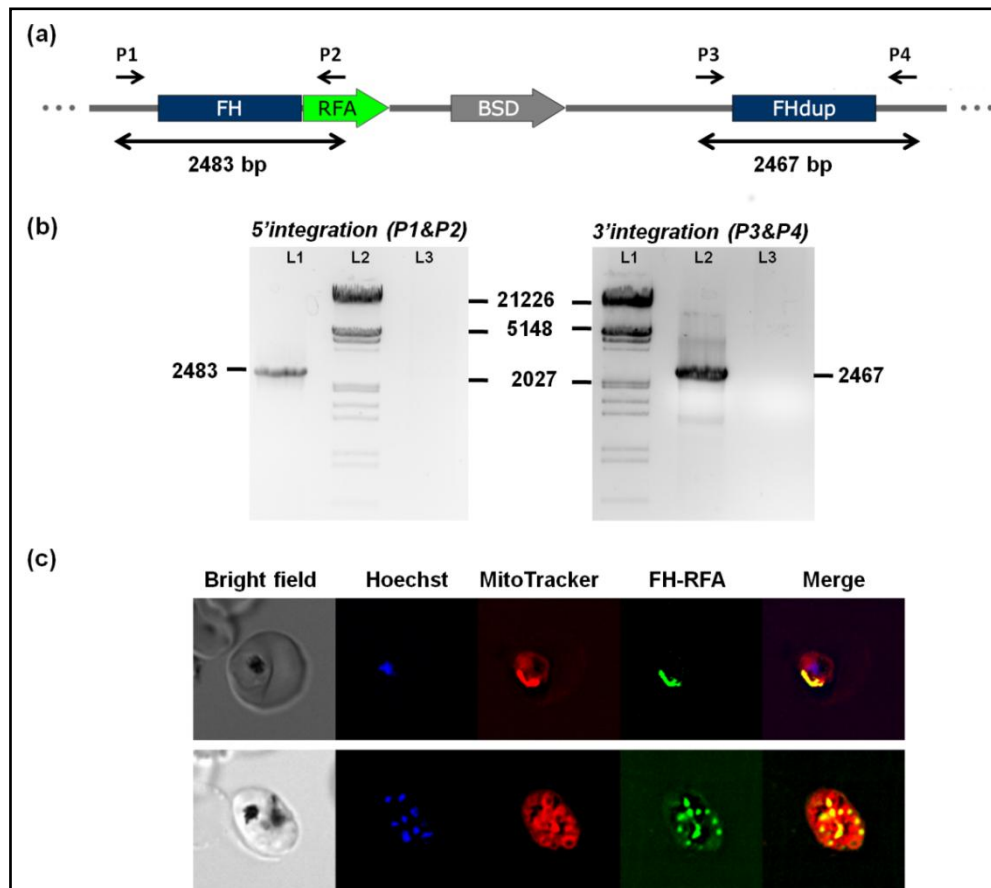 (a)
P1 P2 P3 P4
... FH RFA BSD FHdup ...
2483 bp 2467 bp
(b)
5'integration (P1&P2) 3'integration (P3&P4)
L1 L2 L3 L1 L2 L3
21226
5148
2483 2027 2467
(c)
Bright field Hoechst MitoTracker FH-RFA Merge